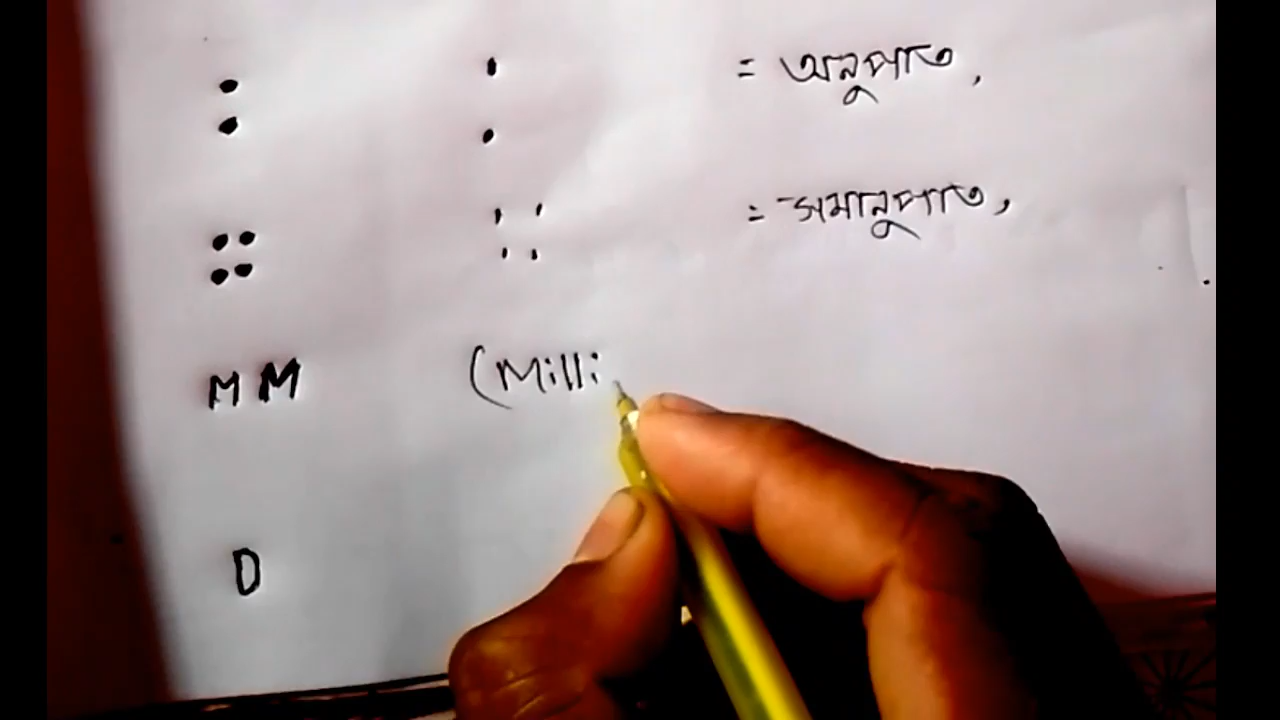 : : = অনুপাত,
:: :: = সমানুপাত,
MM (Milli
D